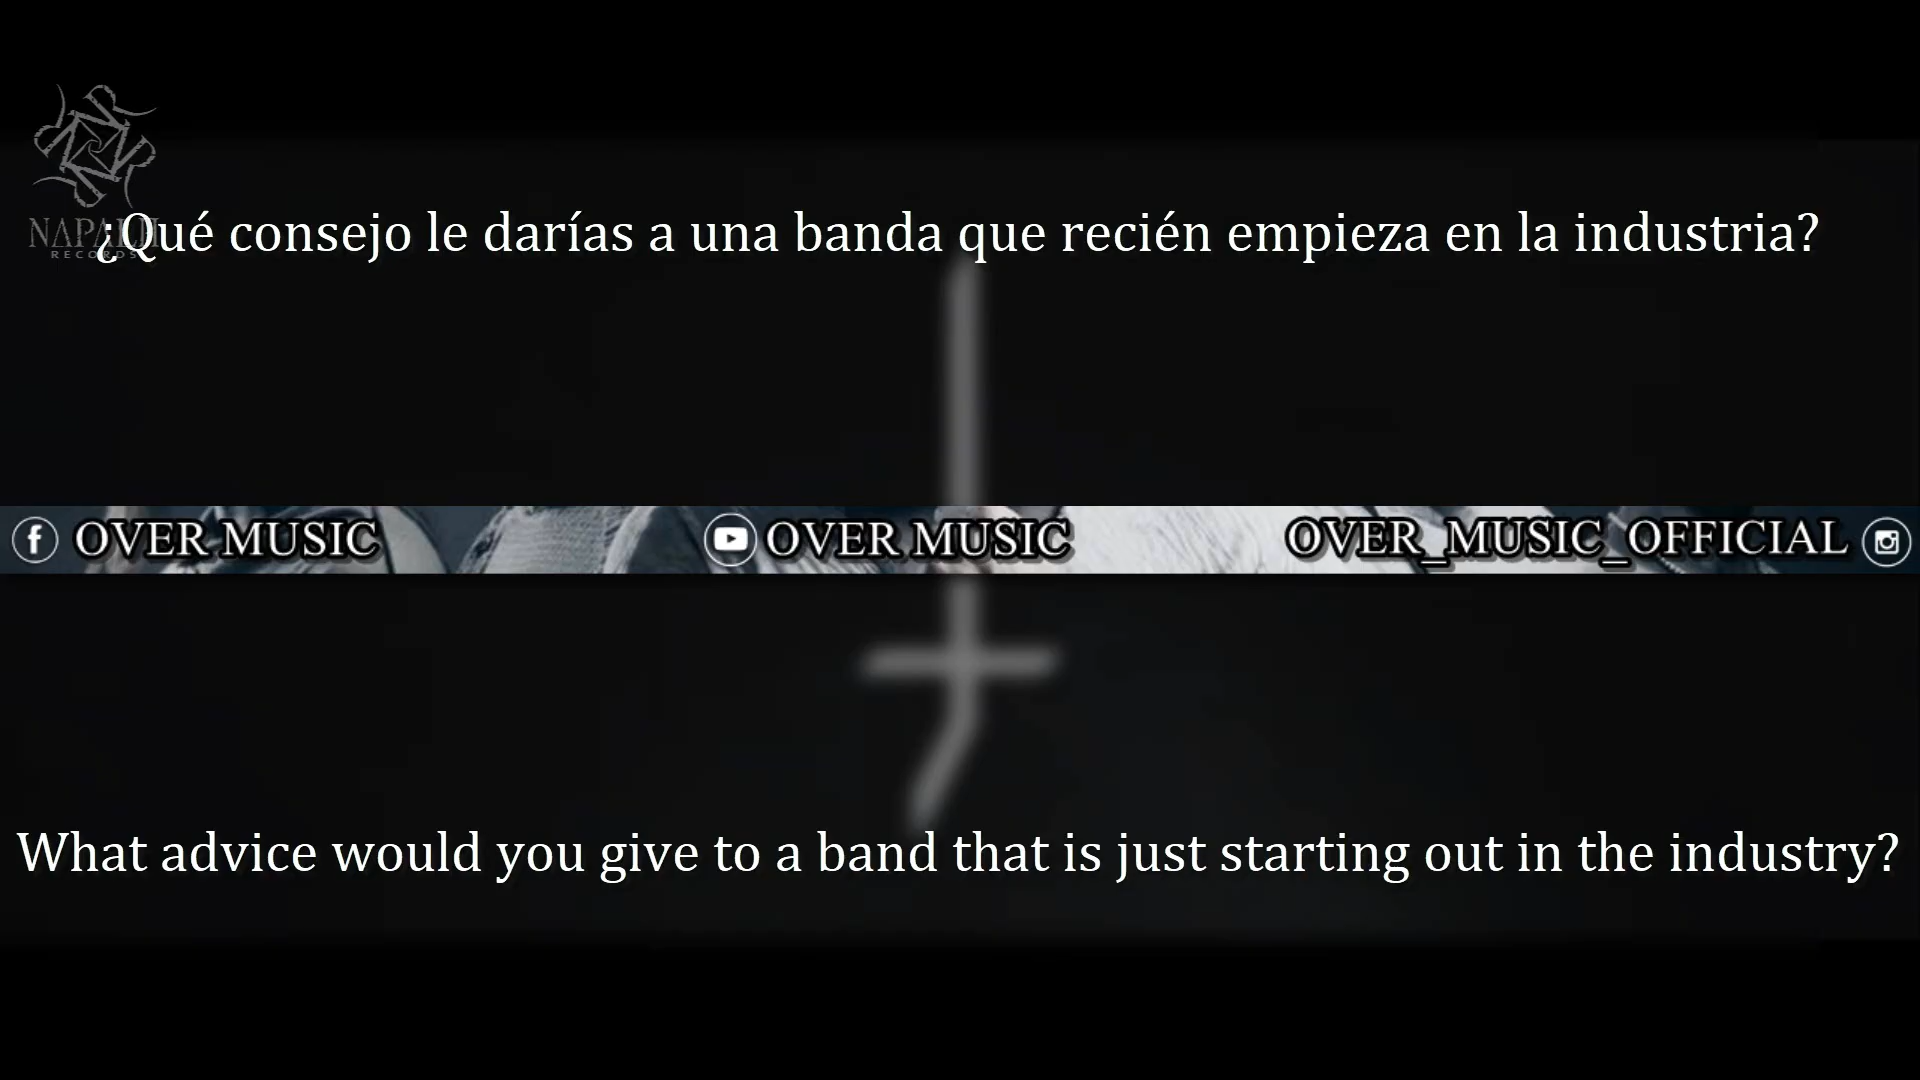 NAPALM
RECORDS
¿Qué consejo le darías a una banda que recién empieza en la industria?
OVER MUSIC
OVER MUSIC
OVER_MUSIC_OFFICIAL
What advice would you give to a band that is just starting out in the industry?